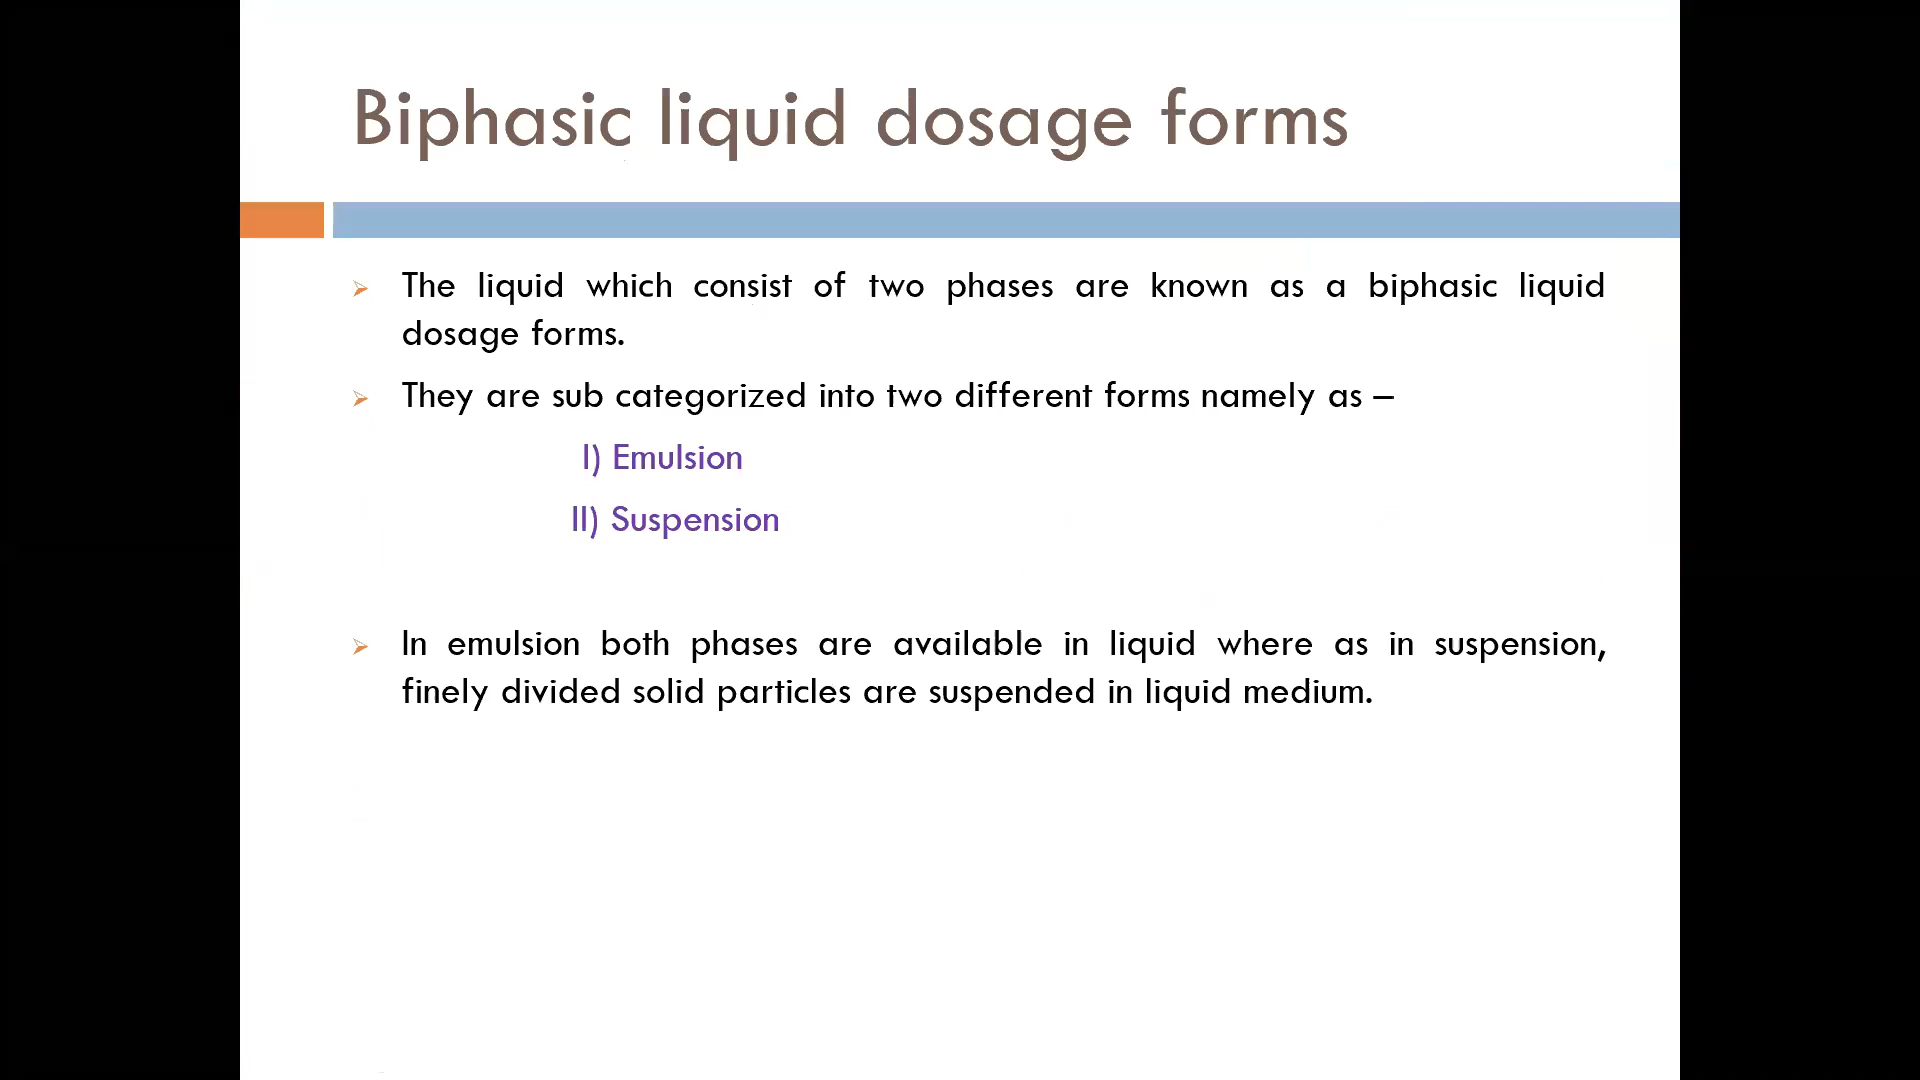 Biphasic liquid dosage forms
The liquid which consist of two phases are known as a biphasic liquid
dosage forms.
They are sub categorized into two different forms namely as –
I) Emulsion
II) Suspension
In emulsion both phases are available in liquid where as in suspension,
finely divided solid particles are suspended in liquid medium.